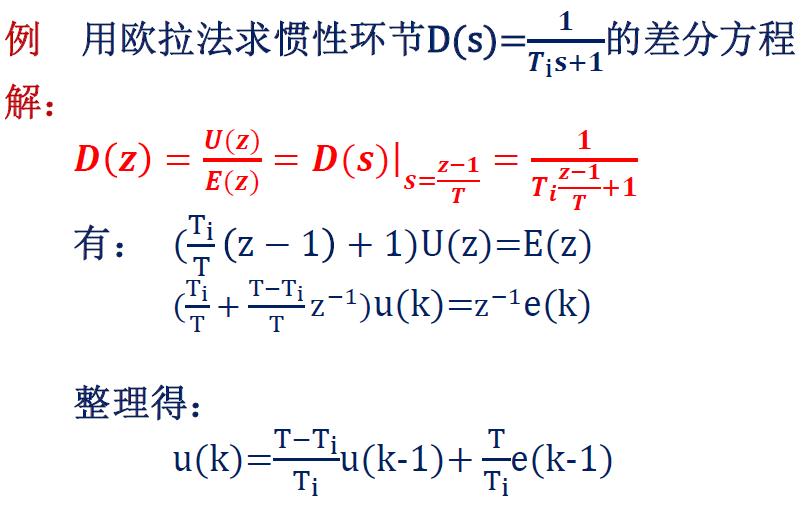 例 用欧拉法求惯性环节D(s)=\frac{1}{T_i s+1}的差分方程
解：
D(z) = \frac{U(z)}{E(z)} = D(s)|_{s=\frac{z-1}{T}} = \frac{1}{T_i\frac{z-1}{T}+1}
有： (\frac{T_i}{T}(z − 1) + 1)U(z)=E(z)
(\frac{T_i}{T} + \frac{T−T_i}{T} z^{−1})u(k)=z^{−1}e(k)
整理得：
u(k)=\frac{T−T_i}{T_i}u(k-1)+\frac{T}{T_i}e(k-1)